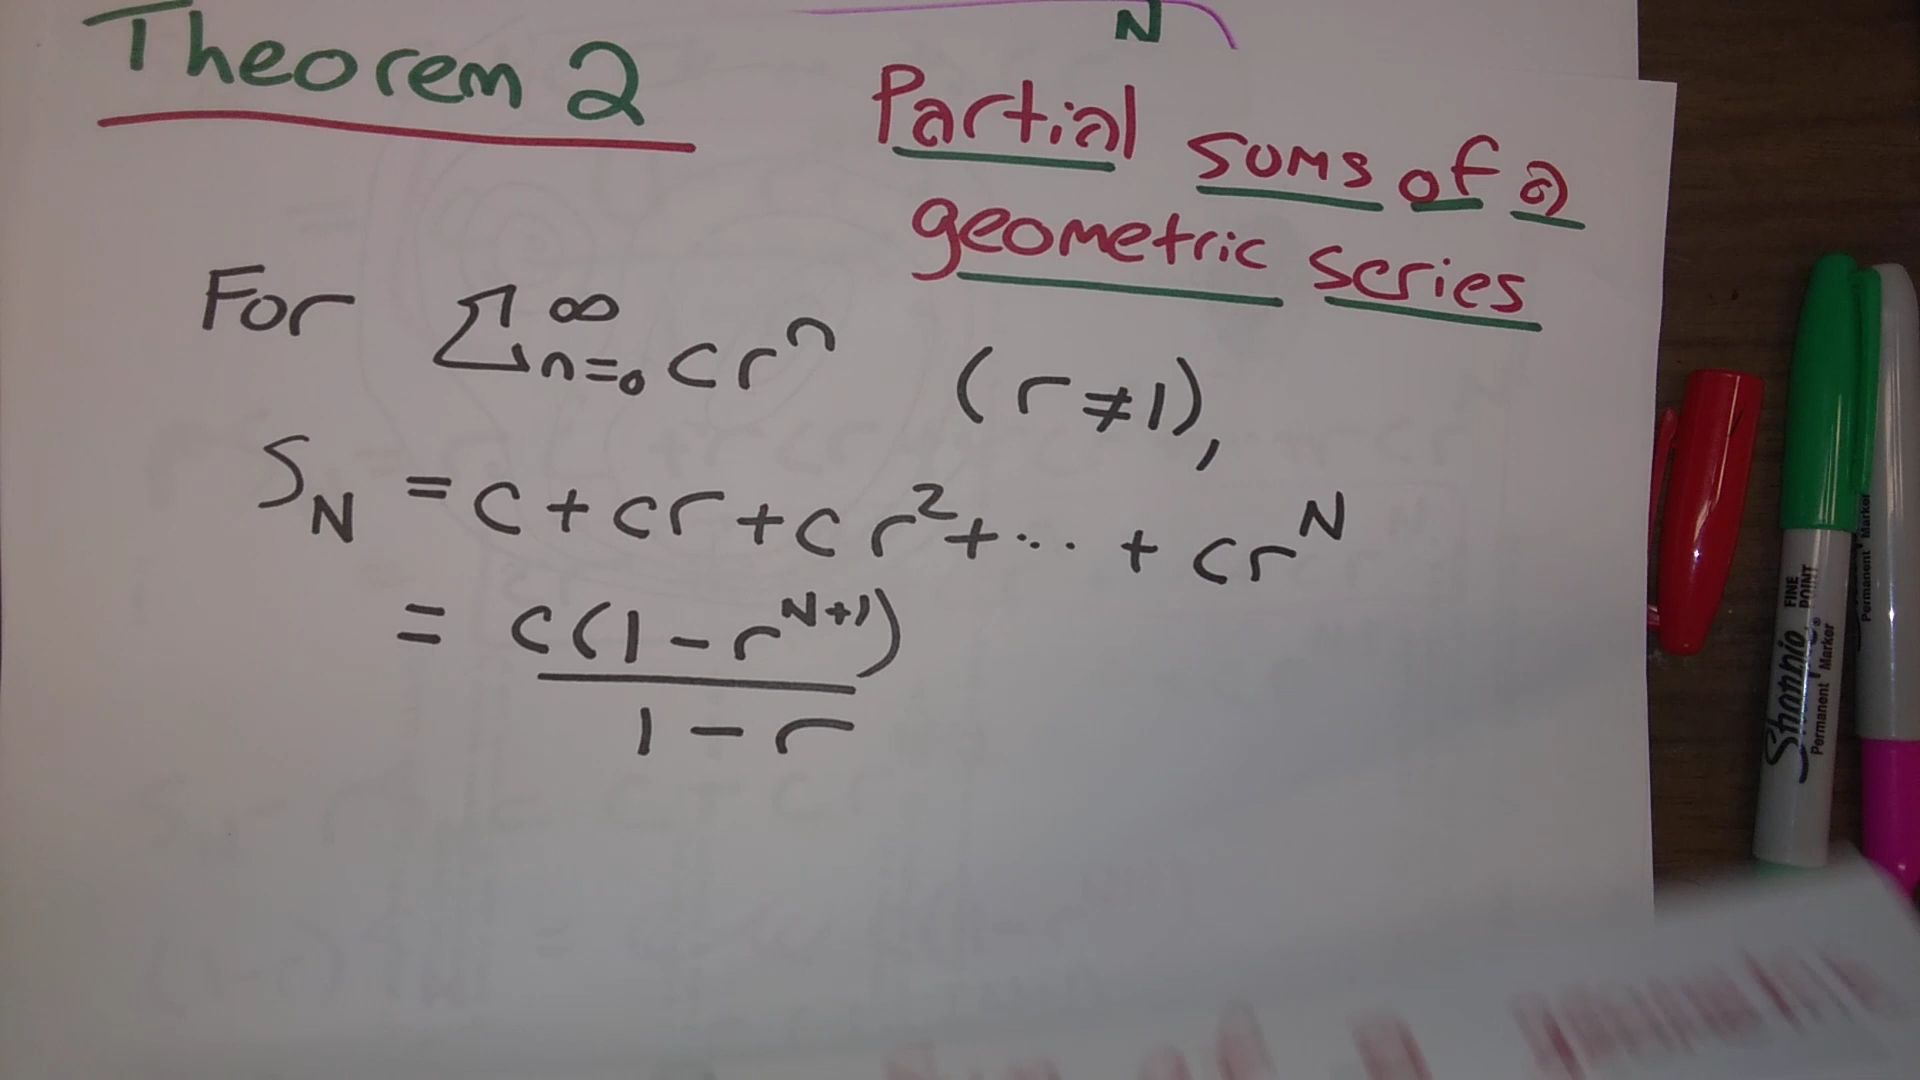 N
Theorem 2
Partial sums of a
geometric series
For ∑_{n=0}^{∞} cr^n (r≠1),
S_N = c + cr + cr^2 + ... + cr^N
= c(1 - r^{N+1})
1 - r
FINE POINT
Sharpie®
Permanent Marker
Permanent Marker